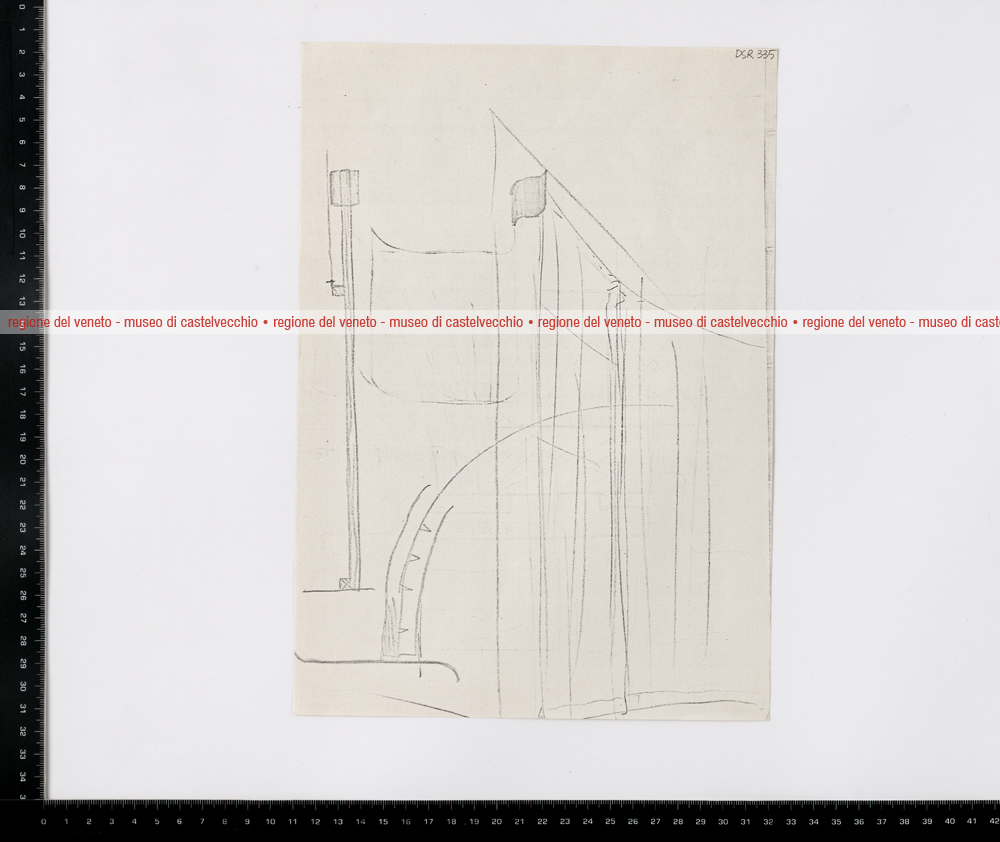 DSR 335
regione del veneto - museo di castelvecchio • regione del veneto - museo di castelvecchio • regione del veneto - museo di castelvecchio • regione del veneto - museo di cast
0 1 2 3 4 5 6 7 8 9 10 11 12 13 15 16 17 18 19 20 21 22 23 24 25 26 27 28 29 30 31 32 33 34 3
0 1 2 3 4 5 6 7 8 9 10 11 12 13 14 15 16 17 18 19 20 21 22 23 24 25 26 27 28 29 30 31 32 33 34 35 36 37 38 39 40 41 42